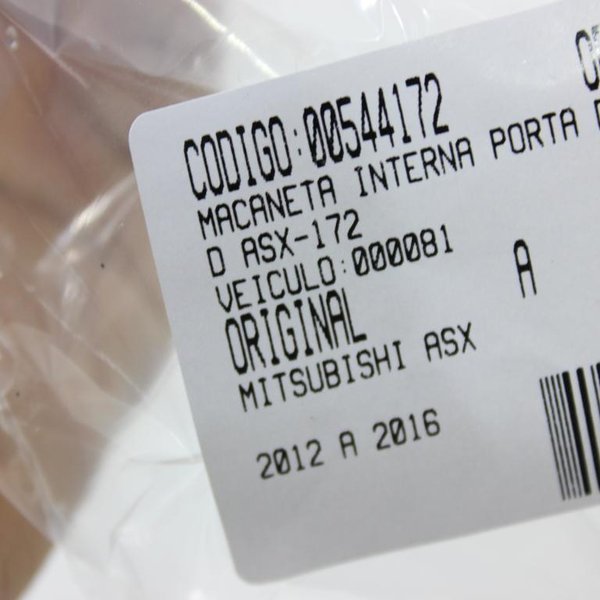 CODIGO:00544172
MACANETA INTERNA PORTA
D ASX-172
VEICULO:000081
ORIGINAL
A
MITSUBISHI ASX
2012 A 2016